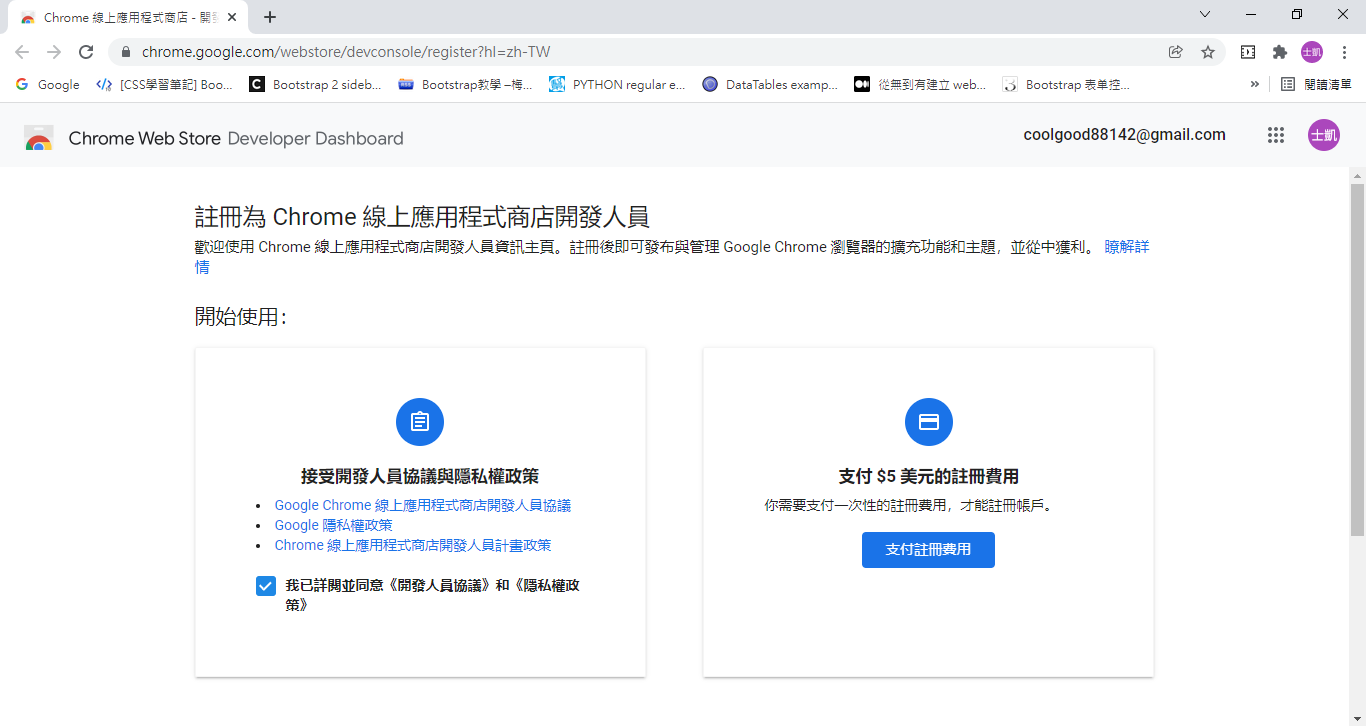 Chrome 線上應用程式商店 - 開發
chrome.google.com/webstore/devconsole/register?hl=zh-TW
士凱
Google
[CSS學習筆記] Boo...
Bootstrap 2 sideb...
Bootstrap教學 –梅...
PYTHON regular e...
DataTables examp...
從無到有建立 web...
Bootstrap 表单控...
»
閱讀清單
Chrome Web Store Developer Dashboard
coolgood88142@gmail.com
士凱
註冊為 Chrome 線上應用程式商店開發人員
歡迎使用 Chrome 線上應用程式商店開發人員資訊主頁。註冊後即可發布與管理 Google Chrome 瀏覽器的擴充功能和主題，並從中獲利。 瞭解詳
情
開始使用：
接受開發人員協議與隱私權政策
• Google Chrome 線上應用程式商店開發人員協議
• Google 隱私權政策
• Chrome 線上應用程式商店開發人員計畫政策
我已詳閱並同意《開發人員協議》和《隱私權政
策》
支付 $5 美元的註冊費用
你需要支付一次性的註冊費用，才能註冊帳戶。
支付註冊費用